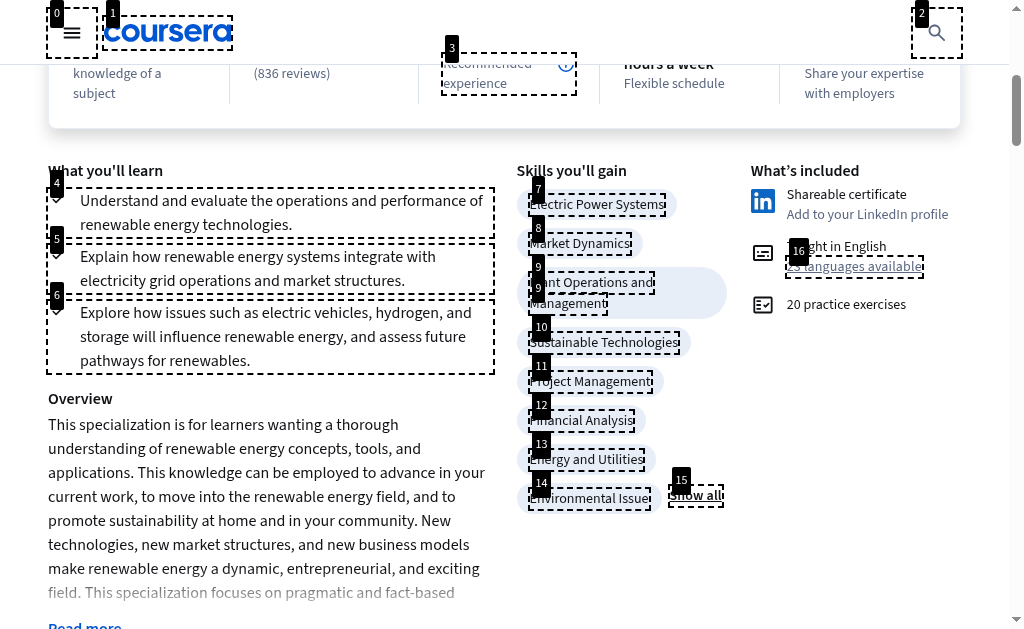 coursera
knowledge of a
subject
(836 reviews)
Recommended
experience
hours a week
Flexible schedule
Share your expertise
with employers
What you'll learn
Understand and evaluate the operations and performance of
renewable energy technologies.
Explain how renewable energy systems integrate with
electricity grid operations and market structures.
Explore how issues such as electric vehicles, hydrogen, and
storage will influence renewable energy, and assess future
pathways for renewables.
Overview
This specialization is for learners wanting a thorough
understanding of renewable energy concepts, tools, and
applications. This knowledge can be employed to advance in your
current work, to move into the renewable energy field, and to
promote sustainability at home and in your community. New
technologies, new market structures, and new business models
make renewable energy a dynamic, entrepreneurial, and exciting
field. This specialization focuses on pragmatic and fact-based
Read more
Skills you'll gain
Electric Power Systems
Market Dynamics
Plant Operations and
Management
Sustainable Technologies
Project Management
Financial Analysis
Energy and Utilities
Environmental Issue
Show all
What's included
Shareable certificate
Add to your LinkedIn profile
Taught in English
23 languages available
20 practice exercises
0
1
2
3
4
5
6
7
8
9
9
10
11
12
13
14
15
16